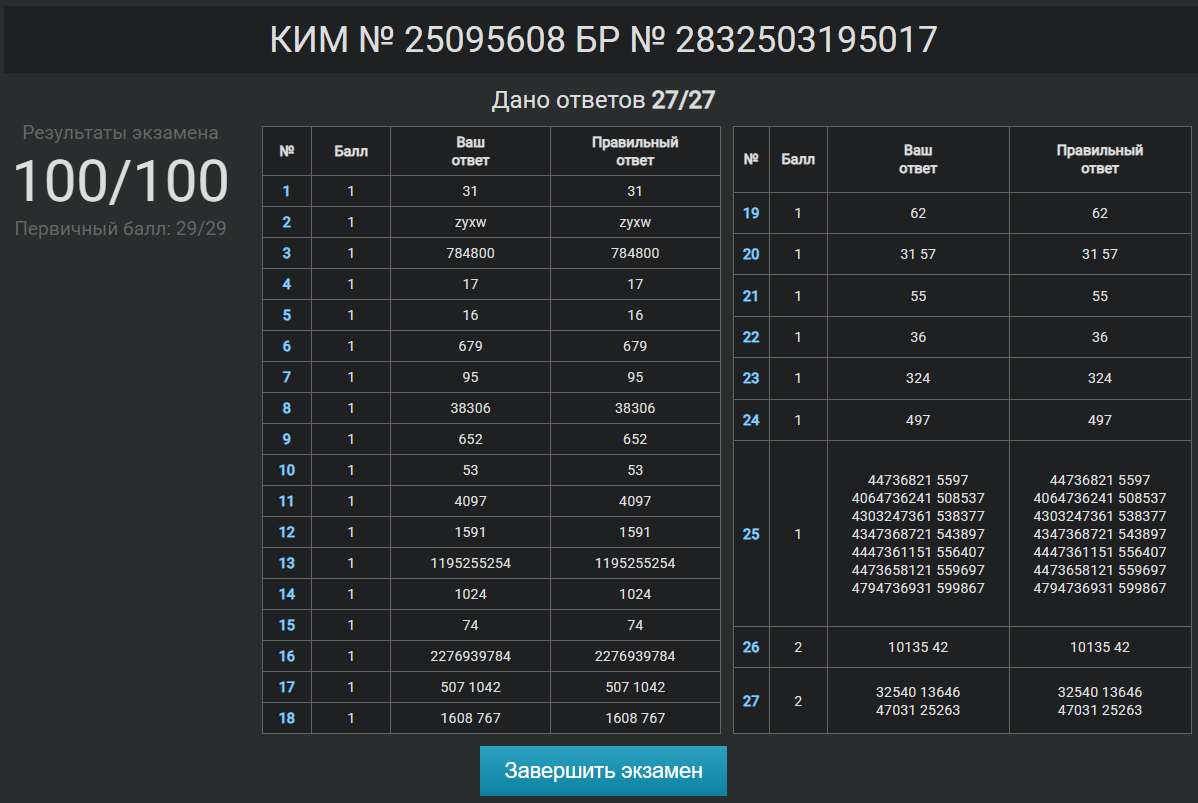 КИМ № 25095608 БР № 2832503195017
Дано ответов 27/27
Результаты экзамена
100/100
Первичный балл: 29/29
№ Балл Ваш ответ Правильный ответ
1 1 31 31
2 1 zyxw zyxw
3 1 784800 784800
4 1 17 17
5 1 16 16
6 1 679 679
7 1 95 95
8 1 38306 38306
9 1 652 652
10 1 53 53
11 1 4097 4097
12 1 1591 1591
13 1 1195255254 1195255254
14 1 1024 1024
15 1 74 74
16 1 2276939784 2276939784
17 1 507 1042 507 1042
18 1 1608 767 1608 767
№ Балл Ваш ответ Правильный ответ
19 1 62 62
20 1 31 57 31 57
21 1 55 55
22 1 36 36
23 1 324 324
24 1 497 497
44736821 5597 44736821 5597
4064736241 508537 4064736241 508537
4303247361 538377 4303247361 538377
25 1 4347368721 543897 4347368721 543897
4447361151 556407 4447361151 556407
4473658121 559697 4473658121 559697
4794736931 599867 4794736931 599867
26 2 10135 42 10135 42
27 2 32540 13646 32540 13646
47031 25263 47031 25263
Завершить экзамен